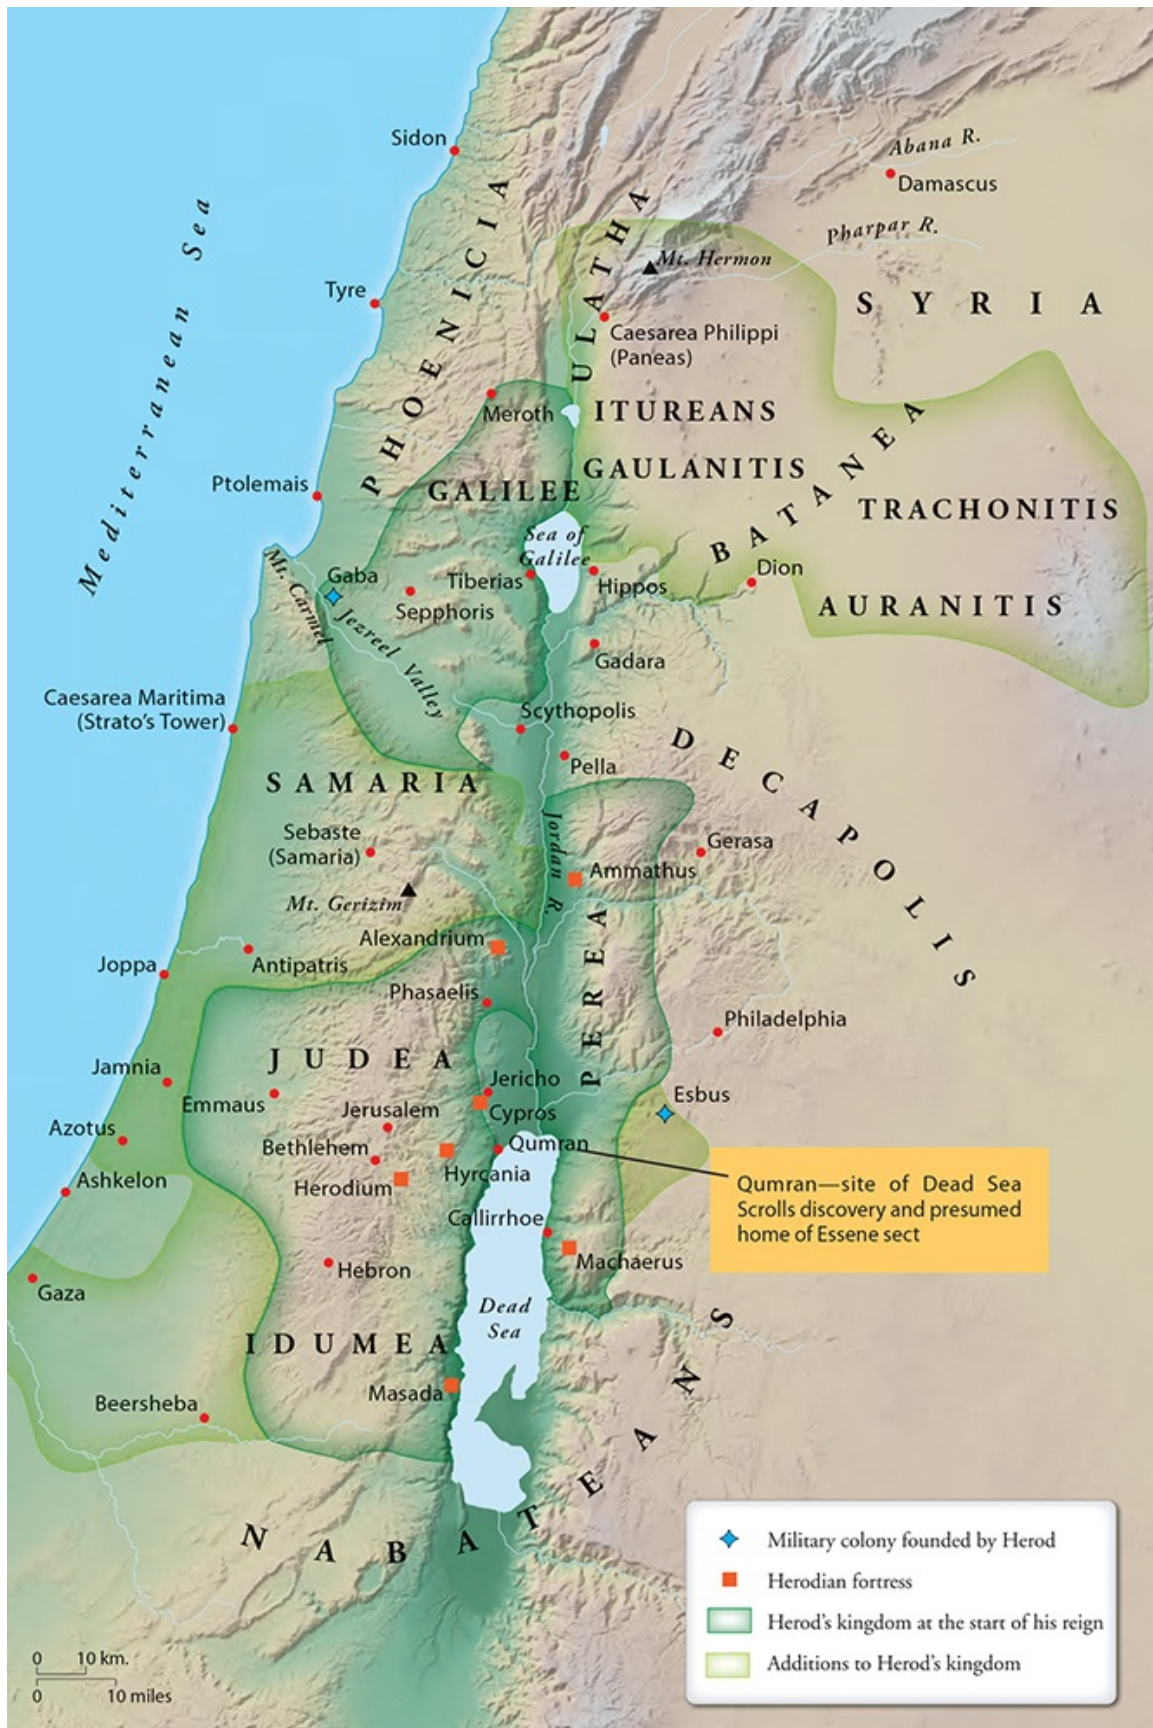 Sidon
Abana R.
Damascus
Mediterranean Sea
PHOENICIA
ULATHA
Pharpar R.
Mt. Hermon
Tyre
SYRIA
Caesarea Philippi
(Paneas)
Meroth
ITUREANS
BATANEA
GAULANITIS
Ptolemais
GALILEE
TRACHONITIS
Sea of
Galilee
Mt. Carmel
Gaba
Tiberias
Hippos
Dion
Sepphoris
Jezreel Valley
AURANITIS
Gadara
Caesarea Maritima
(Strato's Tower)
Scythopolis
DECAPOLIS
Pella
SAMARIA
Sebaste
(Samaria)
Jordan R.
Gerasa
Ammathus
Mt. Gerizim
PEREA
Alexandrium
Joppa
Antipatris
Phasaelis
Philadelphia
JUDEA
Jamnia
Jericho
Esbus
Emmaus
Jerusalem
Cypros
Azotus
Bethlehem
Qumran
Ashkelon
Herodium
Hyrcania
Qumran—site of Dead Sea
Scrolls discovery and presumed
home of Essene sect
Callirrhoe
Machaerus
Hebron
Gaza
Dead
Sea
IDUMEA
Masada
Beersheba
NABATEANS
Military colony founded by Herod
Herodian fortress
Herod's kingdom at the start of his reign
Additions to Herod's kingdom
0 10 km.
0 10 miles